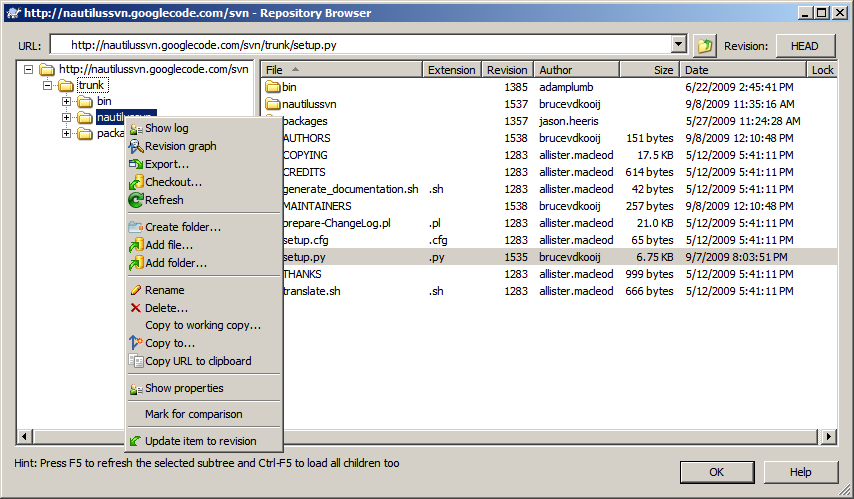 http://nautilussvn.googlecode.com/svn - Repository Browser
URL: http://nautilussvn.googlecode.com/svn/trunk/setup.py Revision: HEAD
http://nautilussvn.googlecode.com/svn
trunk
bin
nautilussvn
packa
Show log
Revision graph
Export...
Checkout...
Refresh
Create folder...
Add file...
Add folder...
Rename
Delete...
Copy to working copy...
Copy to...
Copy URL to clipboard
Show properties
Mark for comparison
Update item to revision
File Extension Revision Author Size Date Lock
bin 1385 adamplumb 6/22/2009 2:45:41 PM
nautilussvn 1537 brucevdkooij 9/8/2009 11:35:16 AM
packages 1357 jason.heeris 5/27/2009 11:24:28 AM
AUTHORS 1538 brucevdkooij 151 bytes 9/8/2009 12:10:48 PM
COPYING 1283 allister.macleod 17.5 KB 5/12/2009 5:41:11 PM
CREDITS 1283 allister.macleod 614 bytes 5/12/2009 5:41:11 PM
generate_documentation.sh .sh 1283 allister.macleod 42 bytes 5/12/2009 5:41:11 PM
MAINTAINERS 1538 brucevdkooij 257 bytes 9/8/2009 12:10:48 PM
prepare-ChangeLog.pl .pl 1283 allister.macleod 21.0 KB 5/12/2009 5:41:11 PM
setup.cfg .cfg 1283 allister.macleod 65 bytes 5/12/2009 5:41:11 PM
setup.py .py 1535 brucevdkooij 6.75 KB 9/7/2009 8:03:51 PM
THANKS 1283 allister.macleod 999 bytes 5/12/2009 5:41:11 PM
translate.sh .sh 1283 allister.macleod 666 bytes 5/12/2009 5:41:11 PM
Hint: Press F5 to refresh the selected subtree and Ctrl-F5 to load all children too
OK Help